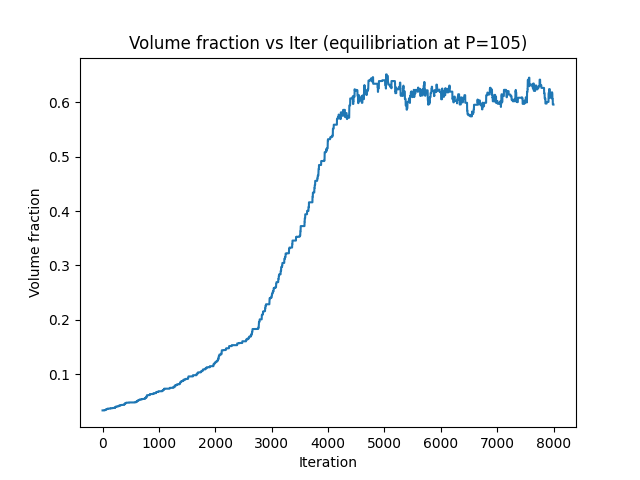 Volume fraction vs Iter (equilibriation at P=105)
0.6
0.5
0.4
0.3
0.2
0.1
Volume fraction
0 1000 2000 3000 4000 5000 6000 7000 8000
Iteration